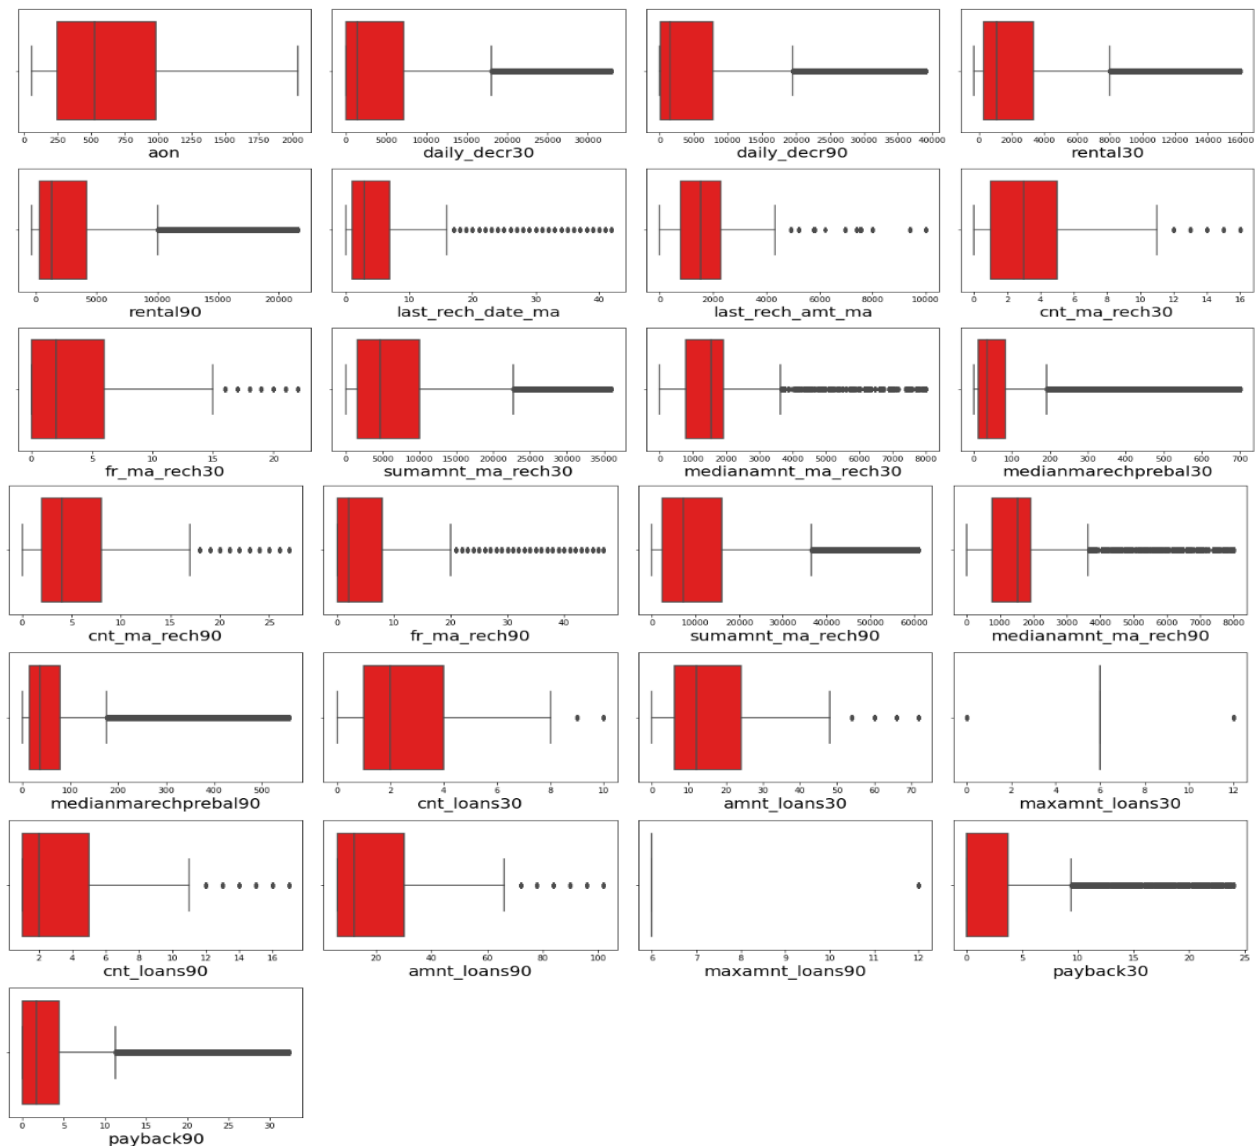 0 250 500 750 1000 1250 1500 1750 2000
aon
0 5000 10000 15000 20000 25000 30000
daily_decr30
0 5000 10000 15000 20000 25000 30000 35000 40000
daily_decr90
0 2000 4000 6000 8000 10000 12000 14000 16000
rental30
0 5000 10000 15000 20000
rental90
0 10 20 30 40
last_rech_date_ma
0 2000 4000 6000 8000 10000
last_rech_amt_ma
0 2 4 6 8 10 12 14 16
cnt_ma_rech30
0 5 10 15 20
fr_ma_rech30
0 5000 10000 15000 20000 25000 30000 35000
sumamnt_ma_rech30
0 1000 2000 3000 4000 5000 6000 7000 8000
medianamnt_ma_rech30
0 100 200 300 400 500 600 700
medianmarechprebal30
0 5 10 15 20 25
cnt_ma_rech90
0 10 20 30 40
fr_ma_rech90
0 10000 20000 30000 40000 50000 60000
sumamnt_ma_rech90
0 1000 2000 3000 4000 5000 6000 7000 8000
medianamnt_ma_rech90
0 100 200 300 400 500
medianmarechprebal90
0 2 4 6 8 10
cnt_loans30
0 10 20 30 40 50 60 70
amnt_loans30
0 2 4 6 8 10 12
maxamnt_loans30
2 4 6 8 10 12 14 16
cnt_loans90
20 40 60 80 100
amnt_loans90
6 7 8 9 10 11 12
maxamnt_loans90
0 5 10 15 20 25
payback30
0 5 10 15 20 25 30
payback90